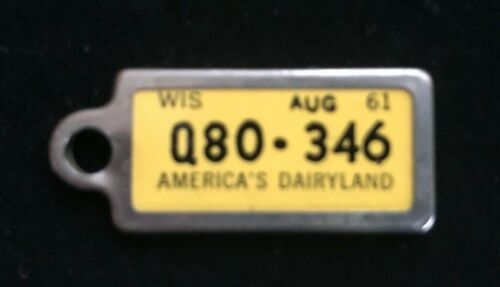 WIS AUG 61
Q80·346
AMERICA'S DAIRYLAND